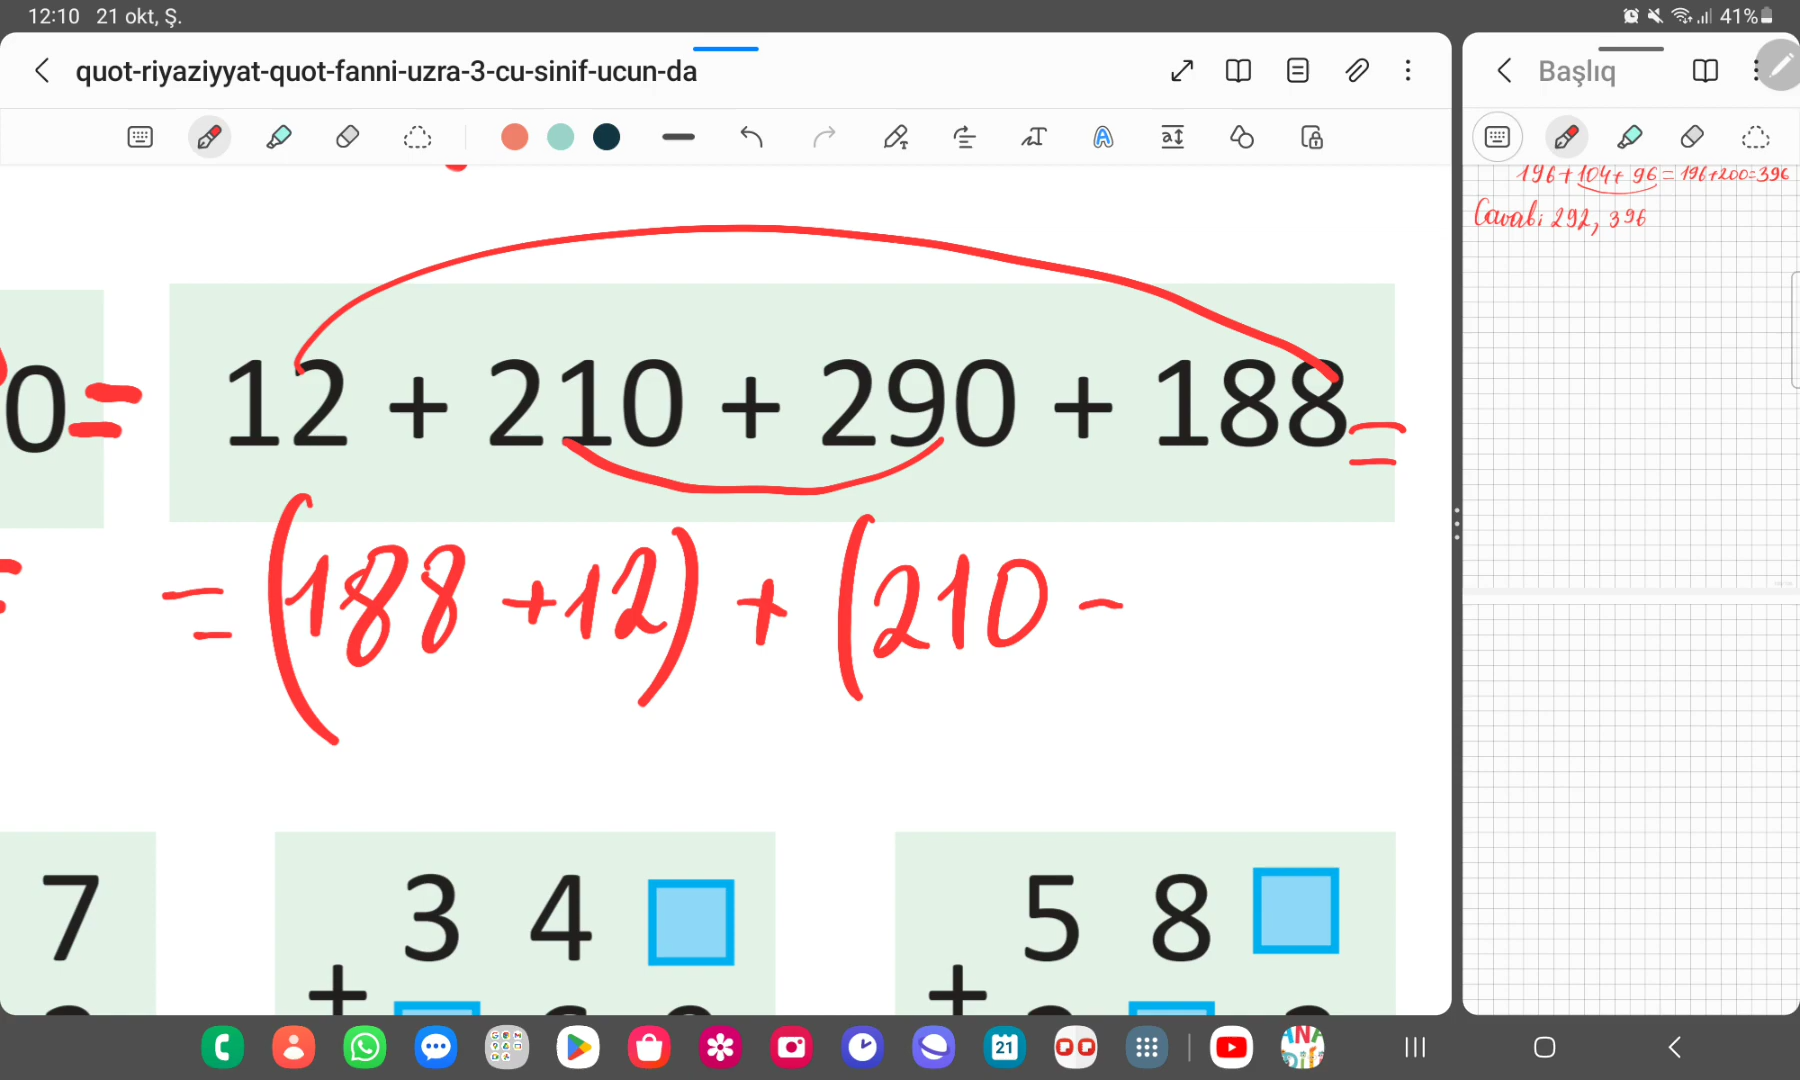 12:10 21 okt, Ş.
41%
quot-riyaziyyat-quot-fanni-uzra-3-cu-sinif-ucun-da
Başlıq
196+104+96=196+200=396
Cavab: 292, 396
0=
12 + 210 + 290 + 188=
=(188+12)+(210-
7
3 4
+
5 8
+
21